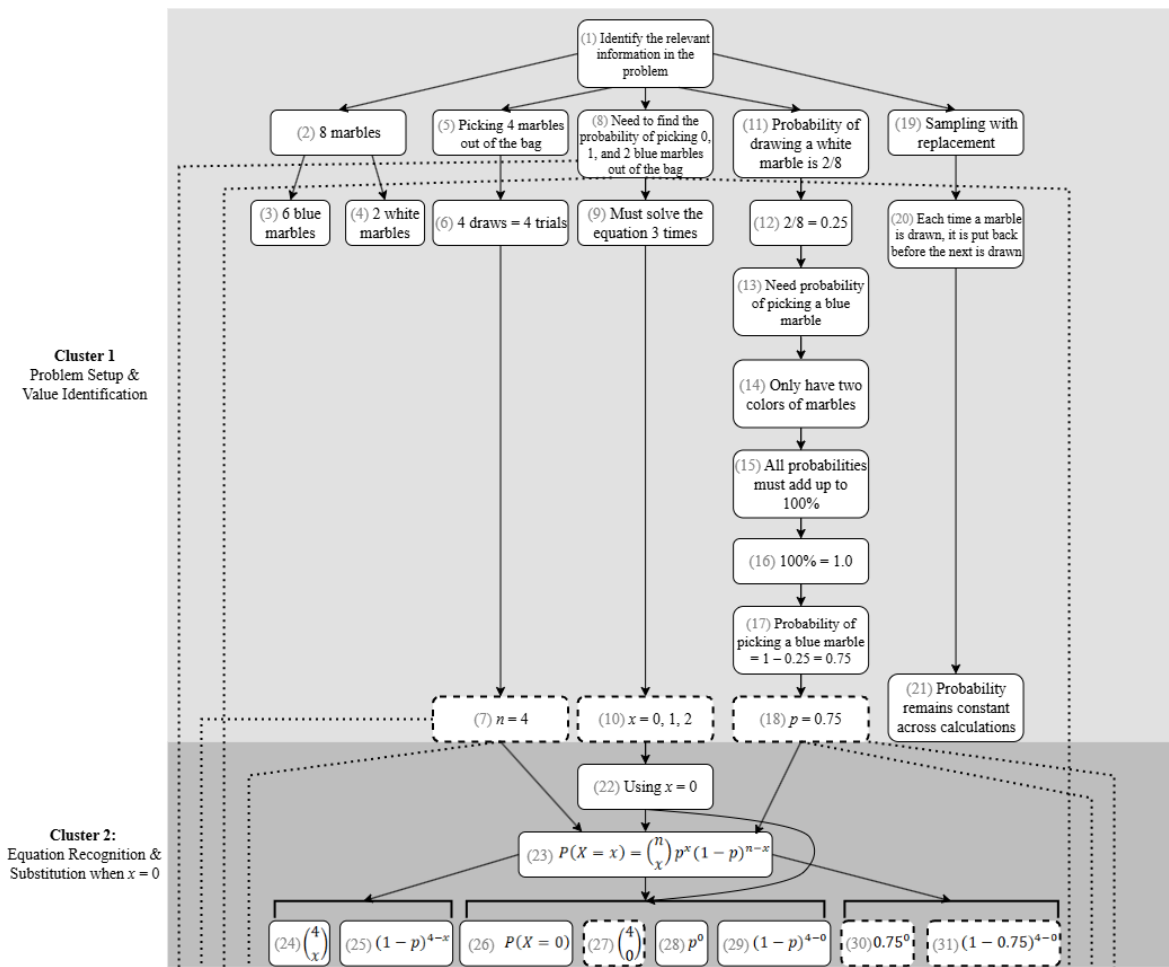 (1) Identify the relevant
information in the
problem
(2) 8 marbles
(5) Picking 4 marbles
out of the bag
(8) Need to find the
probability of picking 0,
1, and 2 blue marbles
out of the bag
(11) Probability of
drawing a white
marble is 2/8
(19) Sampling with
replacement
(3) 6 blue
marbles
(4) 2 white
marbles
(6) 4 draws = 4 trials
(9) Must solve the
equation 3 times
(12) 2/8 = 0.25
(20) Each time a marble
is drawn, it is put back
before the next is drawn
(13) Need probability
of picking a blue
marble
Cluster 1
Problem Setup &
Value Identification
(14) Only have two
colors of marbles
(15) All probabilities
must add up to
100%
(16) 100% = 1.0
(17) Probability of
picking a blue marble
= 1 – 0.25 = 0.75
(21) Probability
remains constant
across calculations
(7) n = 4
(10) x = 0, 1, 2
(18) p = 0.75
(22) Using x = 0
Cluster 2:
Equation Recognition &
Substitution when x = 0
(23) P(X = x) = (n x) pˣ(1 − p)ⁿ⁻ˣ
(24) (4 x)
(25) (1 − p)⁴⁻ˣ
(26) P(X = 0)
(27) (4 0)
(28) p⁰
(29) (1 − p)⁴⁻⁰
(30) 0.75⁰
(31) (1 − 0.75)⁴⁻⁰